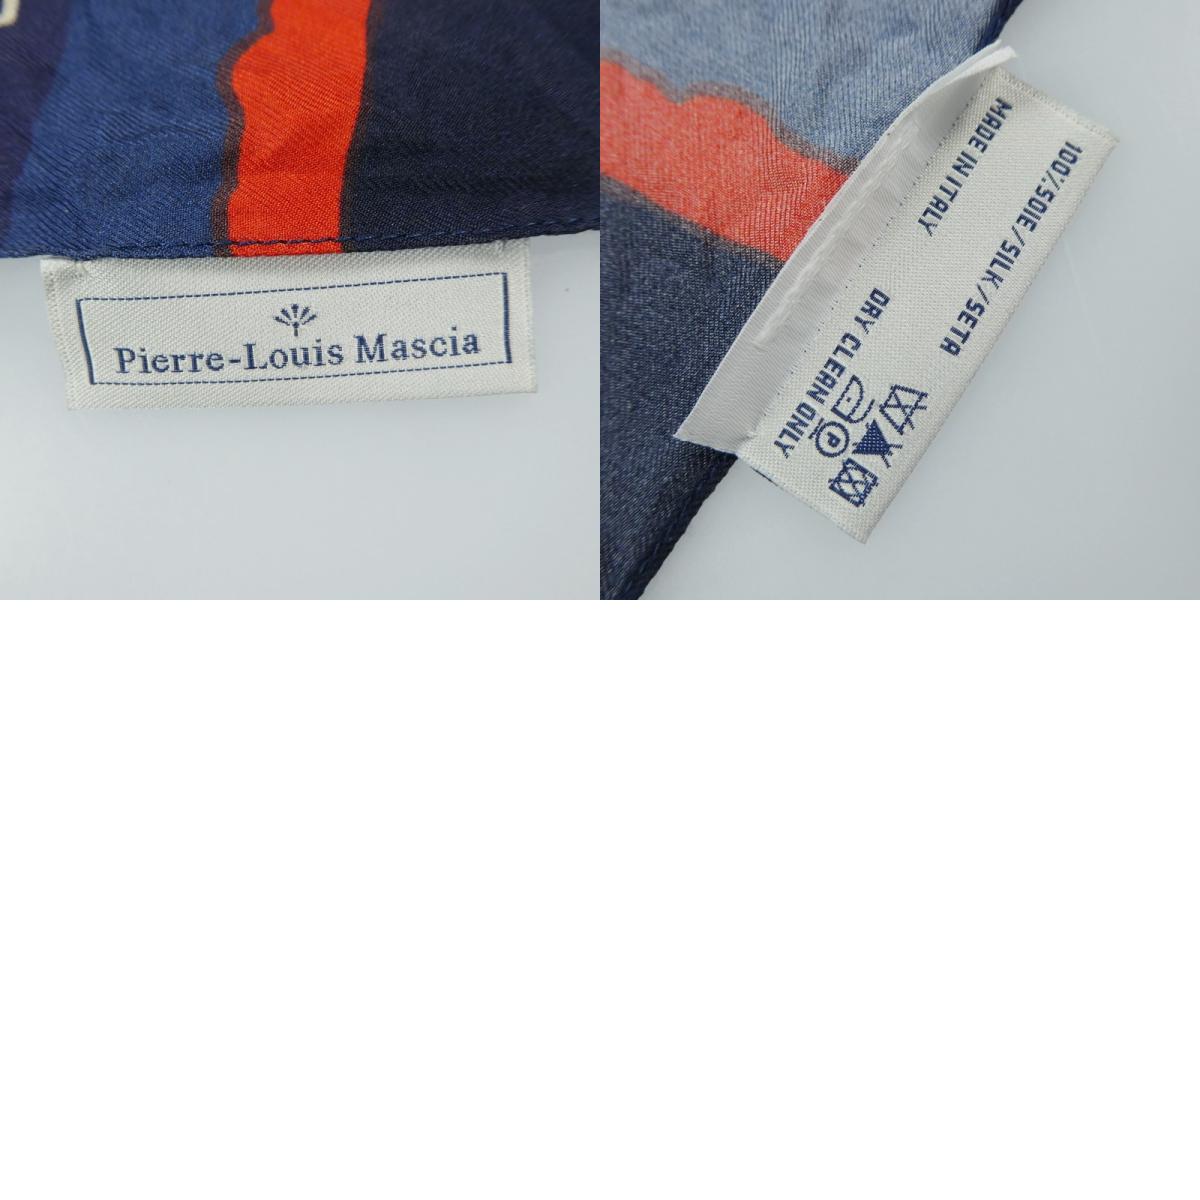 Pierre-Louis Mascia
100%SOIE/SILK/SETA
MADE IN ITALY
P
DRY CLEAN ONLY